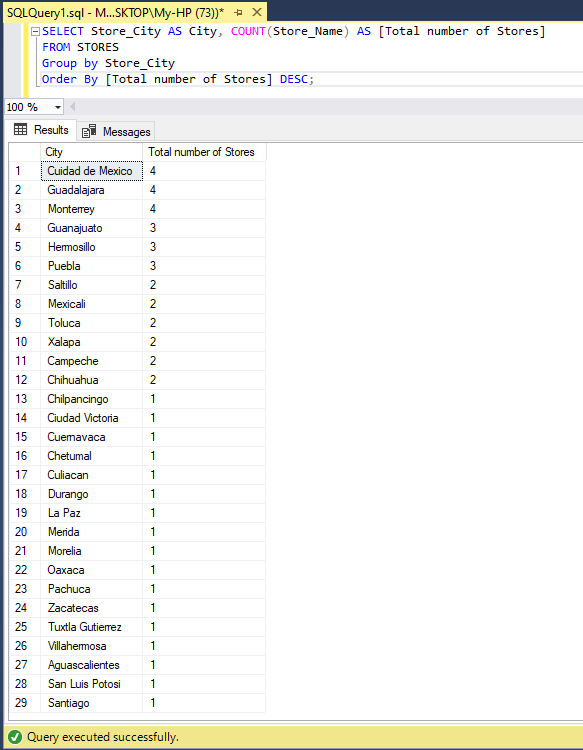 SQLQuery1.sql - M...SKTOP\My-HP (73))*
SELECT Store_City AS City, COUNT(Store_Name) AS [Total number of Stores]
FROM STORES
Group by Store_City
Order By [Total number of Stores] DESC;
100 %
Results Messages
City Total number of Stores
1 Cuidad de Mexico 4
2 Guadalajara 4
3 Monterrey 4
4 Guanajuato 3
5 Hermosillo 3
6 Puebla 3
7 Saltillo 2
8 Mexicali 2
9 Toluca 2
10 Xalapa 2
11 Campeche 2
12 Chihuahua 2
13 Chilpancingo 1
14 Ciudad Victoria 1
15 Cuernavaca 1
16 Chetumal 1
17 Culiacan 1
18 Durango 1
19 La Paz 1
20 Merida 1
21 Morelia 1
22 Oaxaca 1
23 Pachuca 1
24 Zacatecas 1
25 Tuxtla Gutierrez 1
26 Villahermosa 1
27 Aguascalientes 1
28 San Luis Potosi 1
29 Santiago 1
Query executed successfully.